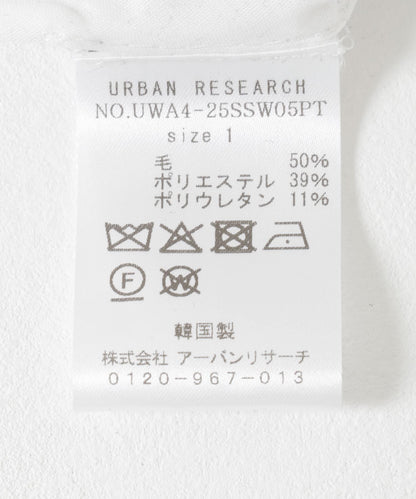 URBAN RESEARCH
NO.UWA4-25SSW05PT
size 1
毛 50%
ポリエステル 39%
ポリウレタン 11%
F W
韓国製
株式会社 アーバンリサーチ
0120-967-013